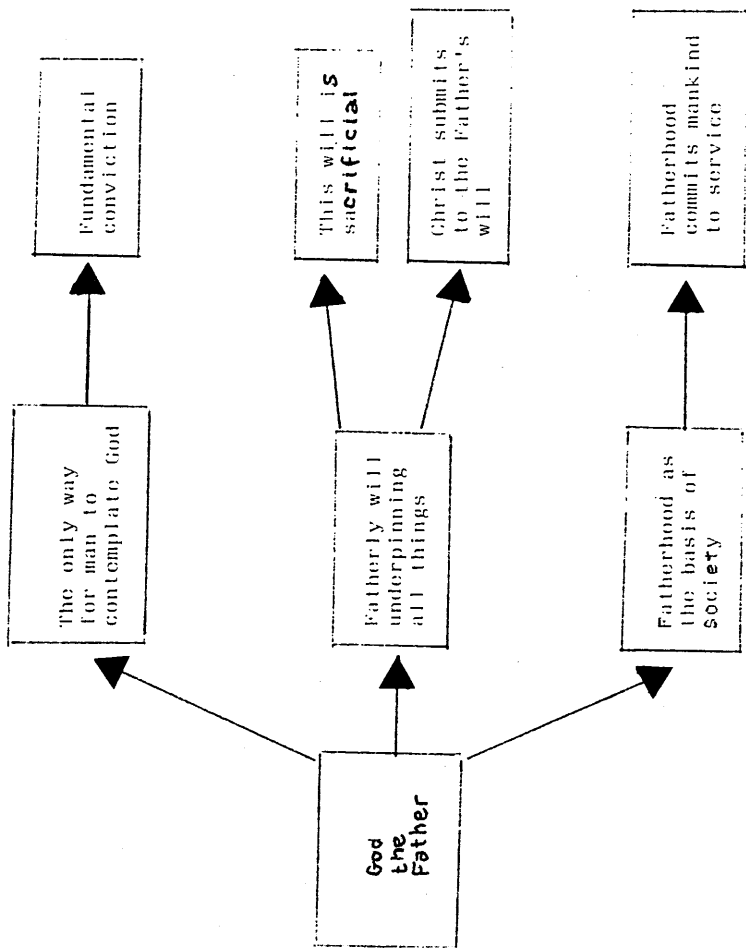 God
the
Father
The only way
for man to
contemplate God
Fatherly will
underpinning
all things
Fatherhood as
the basis of
society
Fundamental
conviction
This will is
sacrificial
Christ submits
to the Father's
will
Fatherhood
commits mankind
to service